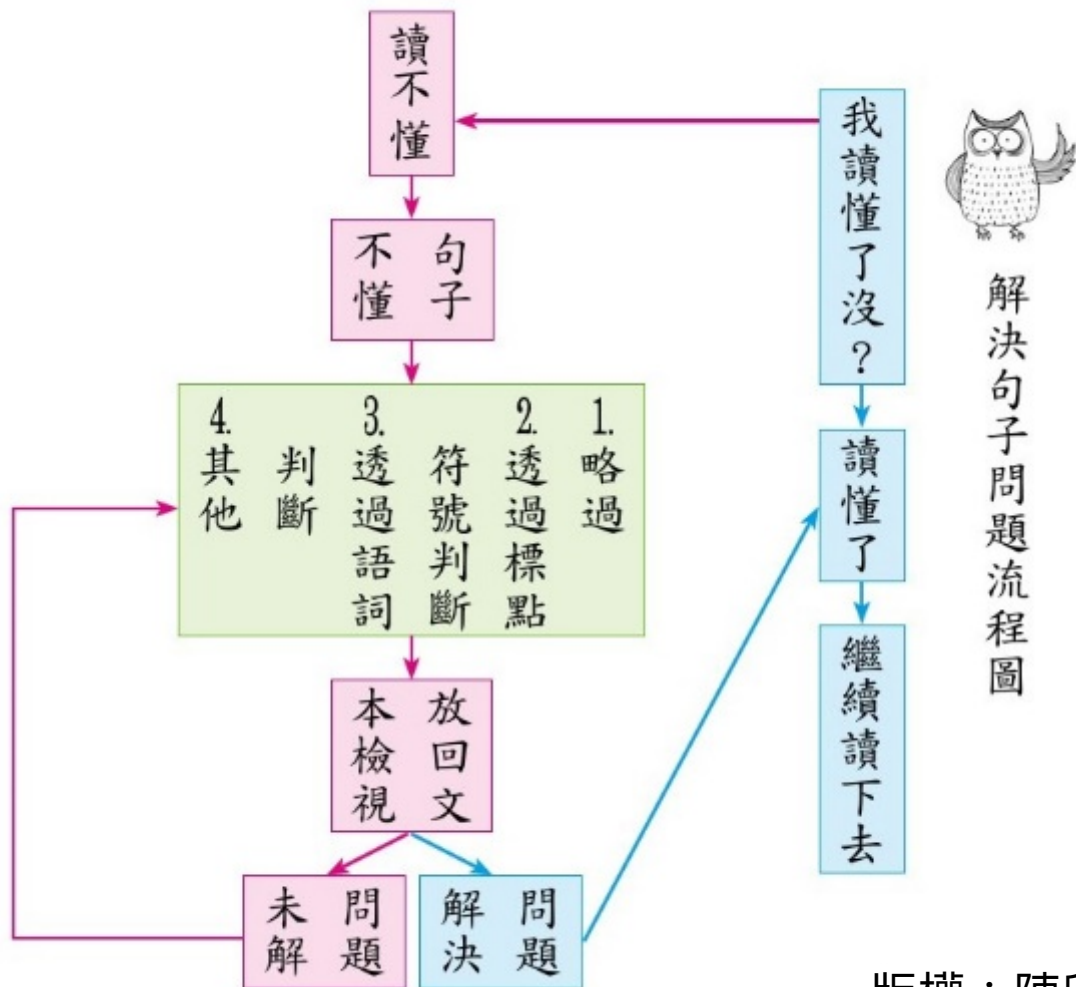 解決句子問題流程圖
我讀懂了沒？
讀懂了
繼續讀下去
讀不懂
句子
不懂
1.略過
2.透過標點
符號判斷
3.透過語詞
判斷
4.其他
放回文
本檢視
問題
解決
問題
未解
版權：陳